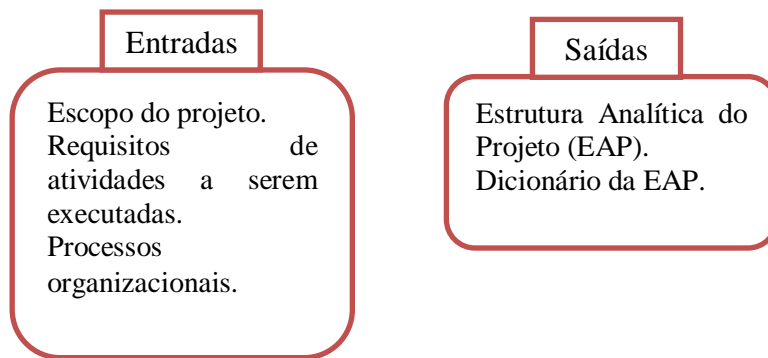 Entradas
Escopo do projeto.
Requisitos de
atividades a serem
executadas.
Processos
organizacionais.
Saídas
Estrutura Analítica do
Projeto (EAP).
Dicionário da EAP.